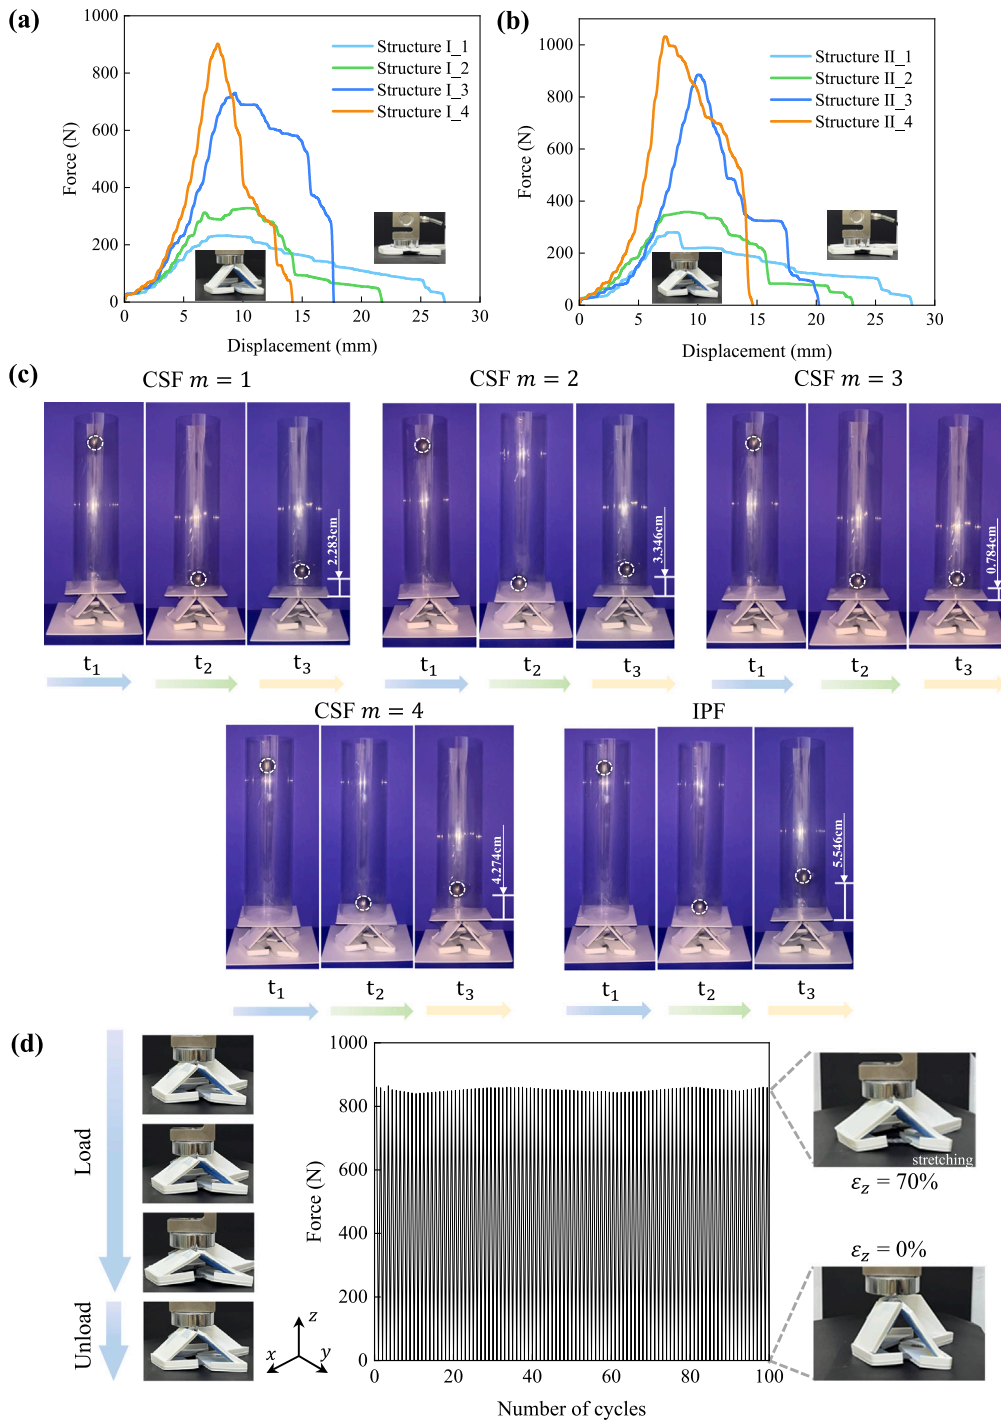 (a)
1000
800
600
400
200
0
Force (N)
Structure I_1
Structure I_2
Structure I_3
Structure I_4
0 5 10 15 20 25 30
Displacement (mm)
(b)
1000
800
600
400
200
0
Force (N)
Structure II_1
Structure II_2
Structure II_3
Structure II_4
0 5 10 15 20 25 30
Displacement (mm)
(c)
CSF m = 1
2.283cm
t1 t2 t3
CSF m = 2
3.346cm
t1 t2 t3
CSF m = 3
0.784cm
t1 t2 t3
CSF m = 4
4.274cm
t1 t2 t3
IPF
5.546cm
t1 t2 t3
(d)
Load
Unload
z
x
y
1000
800
600
400
200
0
Force (N)
0 20 40 60 80 100
Number of cycles
stretching
εz = 70%
εz = 0%